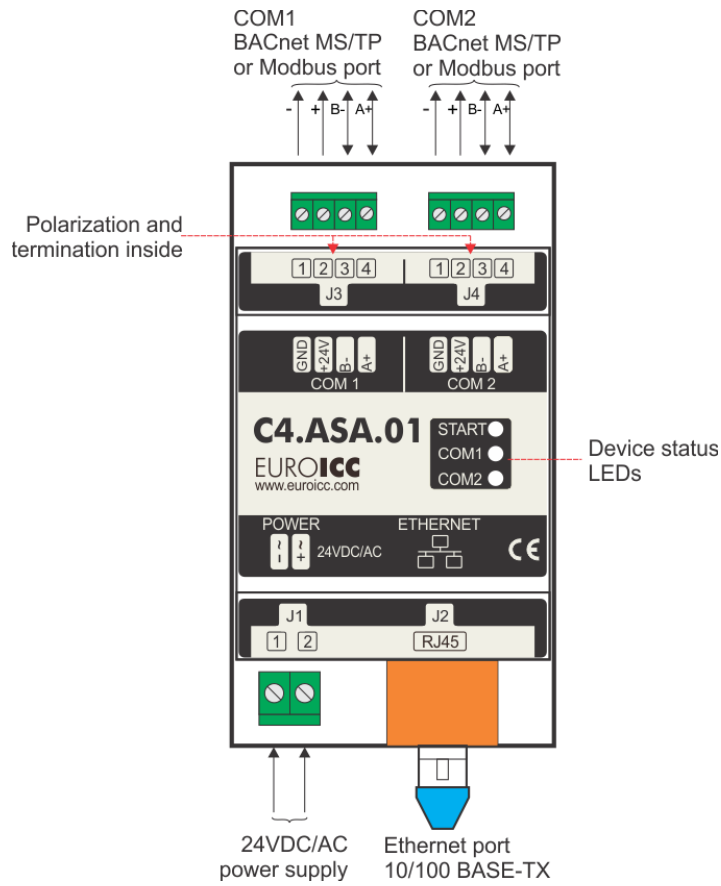 COM1
BACnet MS/TP
or Modbus port
COM2
BACnet MS/TP
or Modbus port
- + B- A+
- + B- A+
Polarization and
termination inside
1 2 3 4
1 2 3 4
J3
J4
GND +24V B- A+
GND +24V B- A+
COM 1
COM 2
C4.ASA.01
START
COM1
COM2
EUROICC
www.euroicc.com
Device status
LEDs
POWER
ETHERNET
~ -
~ +
24VDC/AC
CE
J1
J2
1 2
RJ45
24VDC/AC
power supply
Ethernet port
10/100 BASE-TX